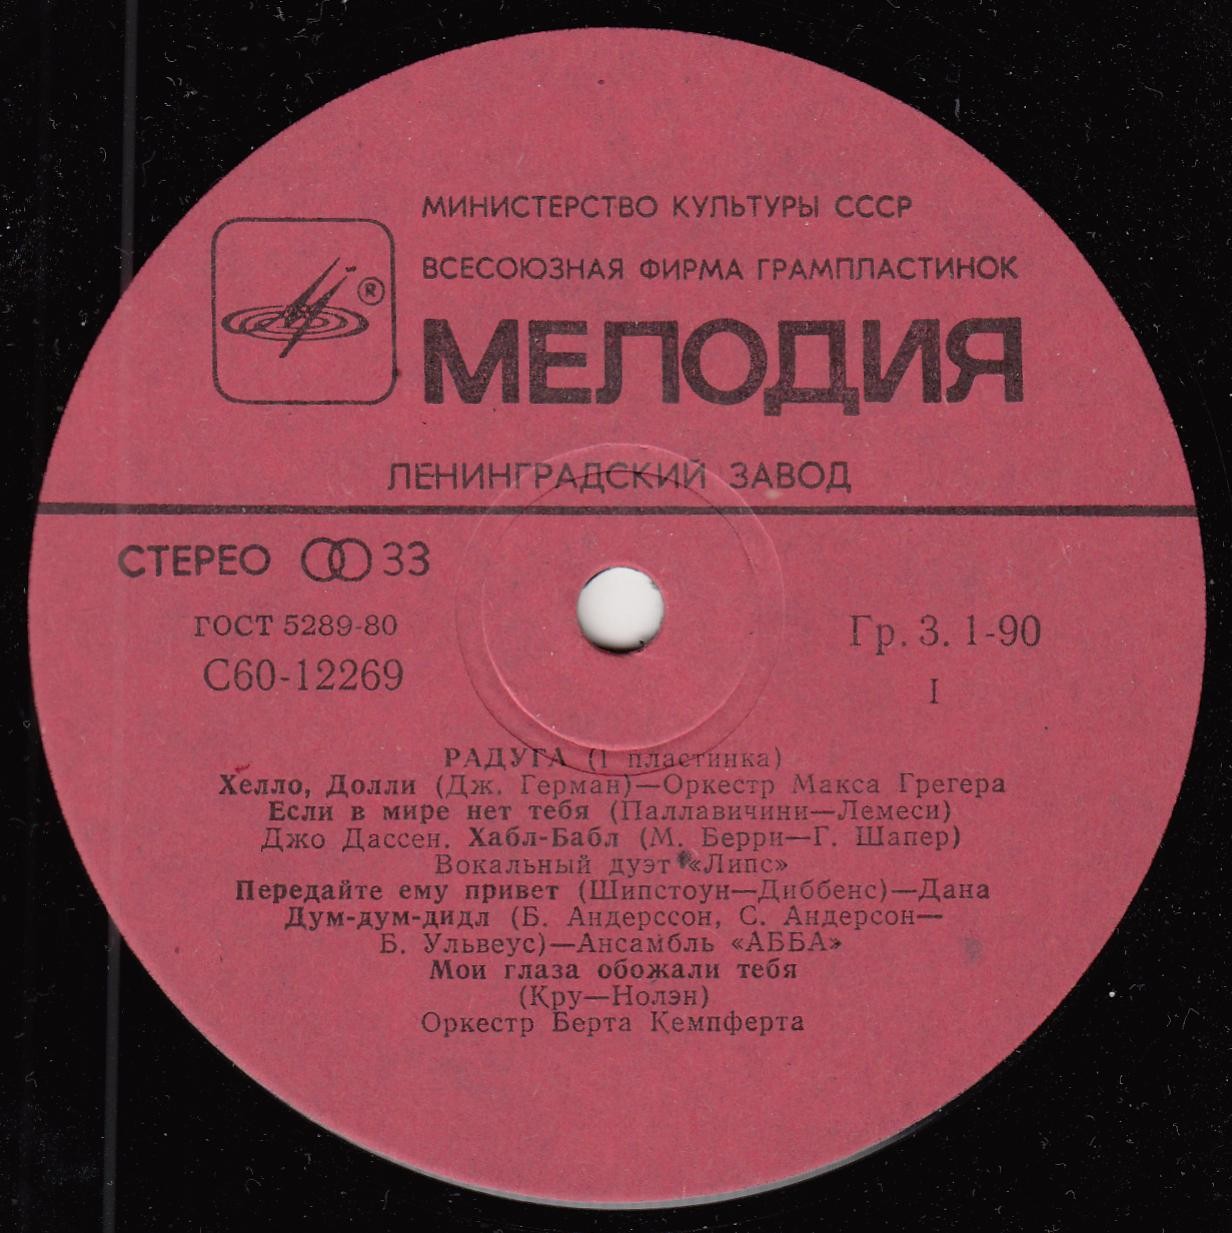 МИНИСТЕРСТВО КУЛЬТУРЫ СССР
ВСЕСОЮЗНАЯ ФИРМА ГРАМПЛАСТИНОК
®
МЕЛОДИЯ
ЛЕНИНГРАДСКИЙ ЗАВОД
СТЕРЕО 33
ГОСТ 5289-80
Гр. 3. 1-90
С60-12269
I
РАДУГА (1 пластинка)
Хелло, Долли (Дж. Герман)—Оркестр Макса Грегера
Если в мире нет тебя (Паллавичини—Лемеси)
Джо Дассен. Хабл-Бабл (М. Берри—Г. Шапер)
Вокальный дуэт «Липс»
Передайте ему привет (Шипстоун—Диббенс)—Дана
Дум-дум-дидл (Б. Андерссон, С. Андерсон—
Б. Ульвеус)—Ансамбль «АББА»
Мои глаза обожали тебя
(Кру—Нолэн)
Оркестр Берта Кемпферта